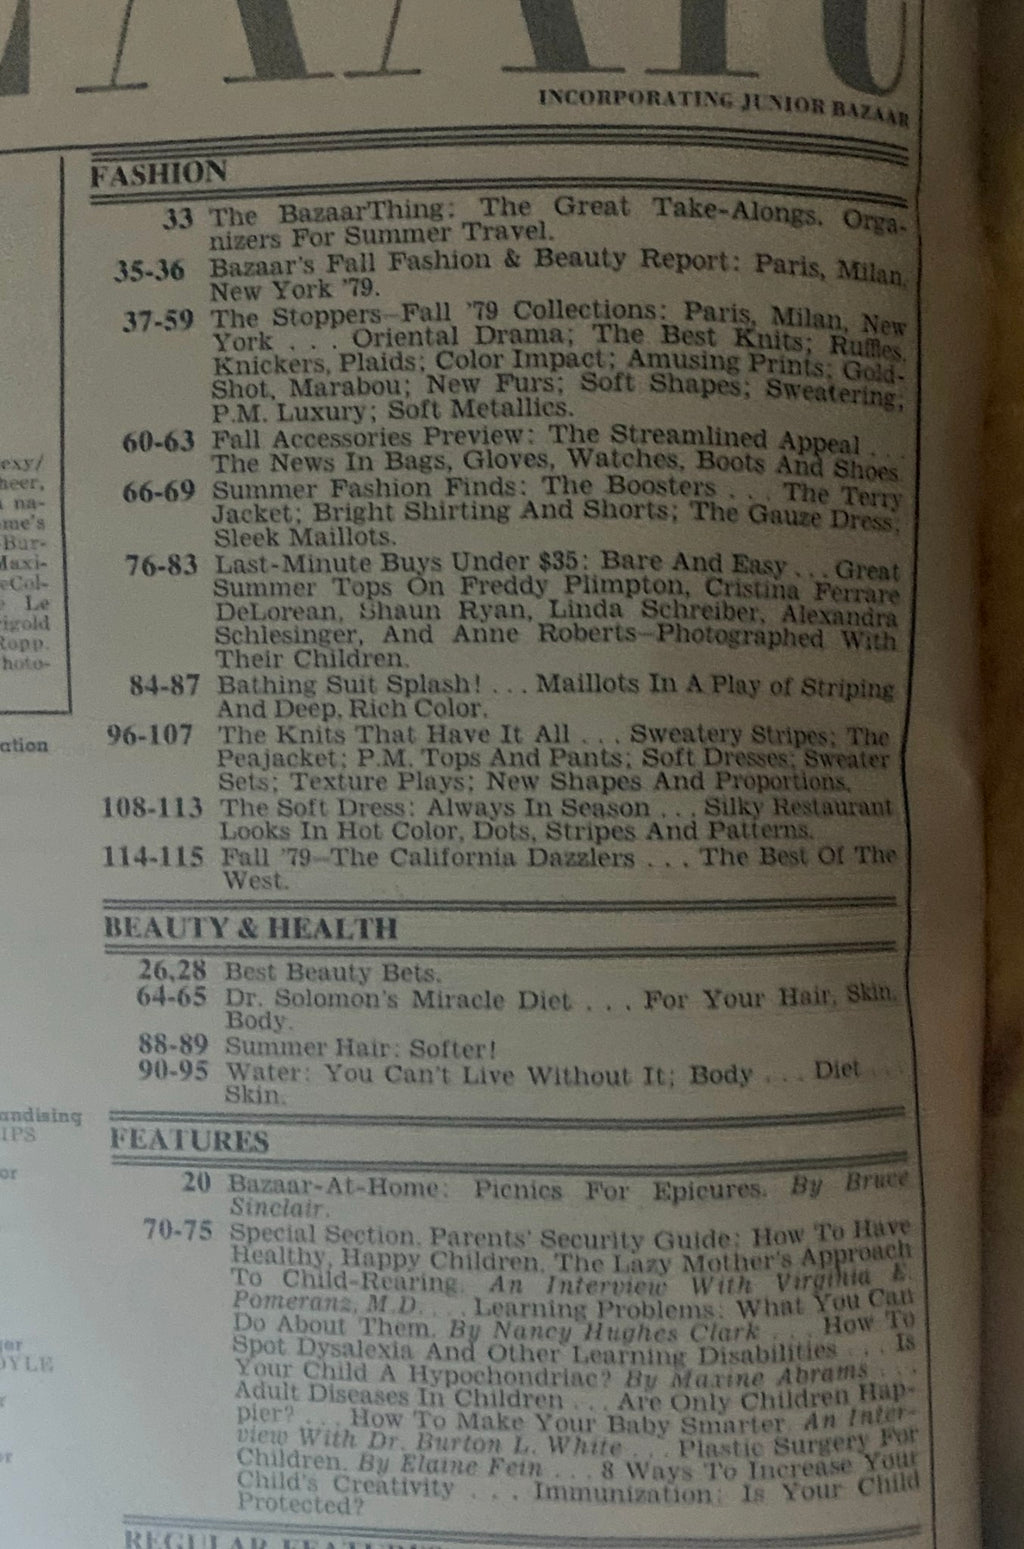 INCORPORATING JUNIOR BAZAAR
FASHION
33 The BazaarThing: The Great Take-Alongs. Orga-
nizers For Summer Travel.
35-36 Bazaar's Fall Fashion & Beauty Report: Paris, Milan,
New York '79.
37-59 The Stoppers—Fall '79 Collections: Paris, Milan, New
York . . . Oriental Drama; The Best Knits; Ruffles,
Knickers, Plaids; Color Impact; Amusing Prints; Gold-
Shot, Marabou; New Furs; Soft Shapes; Sweatering;
P.M. Luxury; Soft Metallics.
60-63 Fall Accessories Preview: The Streamlined Appeal . . .
The News In Bags, Gloves, Watches, Boots And Shoes
66-69 Summer Fashion Finds: The Boosters . . . The Terry
Jacket; Bright Shirting And Shorts; The Gauze Dress;
Sleek Maillots.
76-83 Last-Minute Buys Under $35: Bare And Easy . . . Great
Summer Tops On Freddy Plimpton, Cristina Ferrare
DeLorean, Shaun Ryan, Linda Schreiber, Alexandra
Schlesinger, And Anne Roberts—Photographed With
Their Children.
84-87 Bathing Suit Splash! . . . Maillots In A Play of Striping
And Deep, Rich Color.
96-107 The Knits That Have It All . . . Sweatery Stripes; The
Peajacket; P.M. Tops And Pants; Soft Dresses; Sweater
Sets; Texture Plays; New Shapes And Proportions.
108-113 The Soft Dress: Always In Season . . . Silky Restaurant
Looks In Hot Color, Dots, Stripes And Patterns.
114-115 Fall '79—The California Dazzlers . . . The Best Of The
West.
BEAUTY & HEALTH
26,28 Best Beauty Bets.
64-65 Dr. Solomon's Miracle Diet . . . For Your Hair, Skin,
Body.
88-89 Summer Hair: Softer!
90-95 Water: You Can't Live Without It; Body . . . Diet . . .
Skin.
FEATURES
20 Bazaar-At-Home: Picnics For Epicures. By Bruce
Sinclair.
70-75 Special Section. Parents' Security Guide: How To Have
Healthy, Happy Children. The Lazy Mother's Approach
To Child-Rearing. An Interview With Virginia E.
Pomeranz, M.D. . . . Learning Problems: What You Can
Do About Them. By Nancy Hughes Clark . . . How To
Spot Dysalexia And Other Learning Disabilities . . . Is
Your Child A Hypochondriac? By Maxine Abrams . . .
Adult Diseases In Children . . . Are Only Children Hap-
pier? . . . How To Make Your Baby Smarter. An Inter-
view With Dr. Burton L. White . . . Plastic Surgery For
Children. By Elaine Fein . . . 8 Ways To Increase Your
Child's Creativity . . . Immunization: Is Your Child
Protected?
REGULAR FEATURES